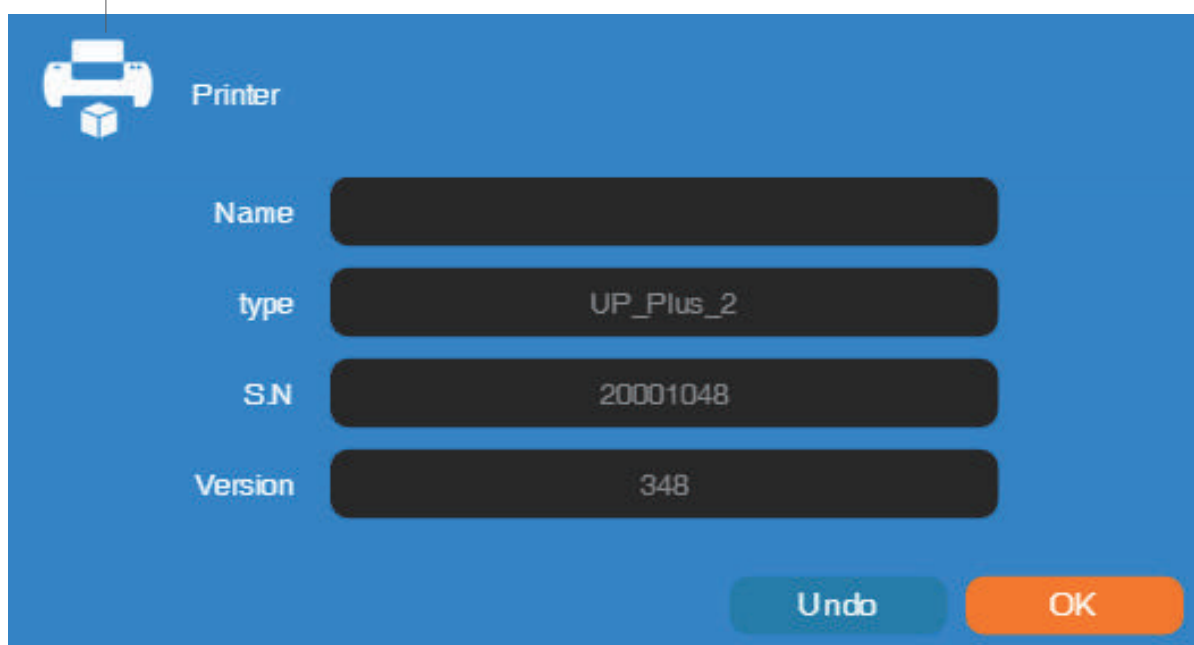 Printer
Name
type UP_Plus_2
S.N 20001048
Version 348
Undo OK